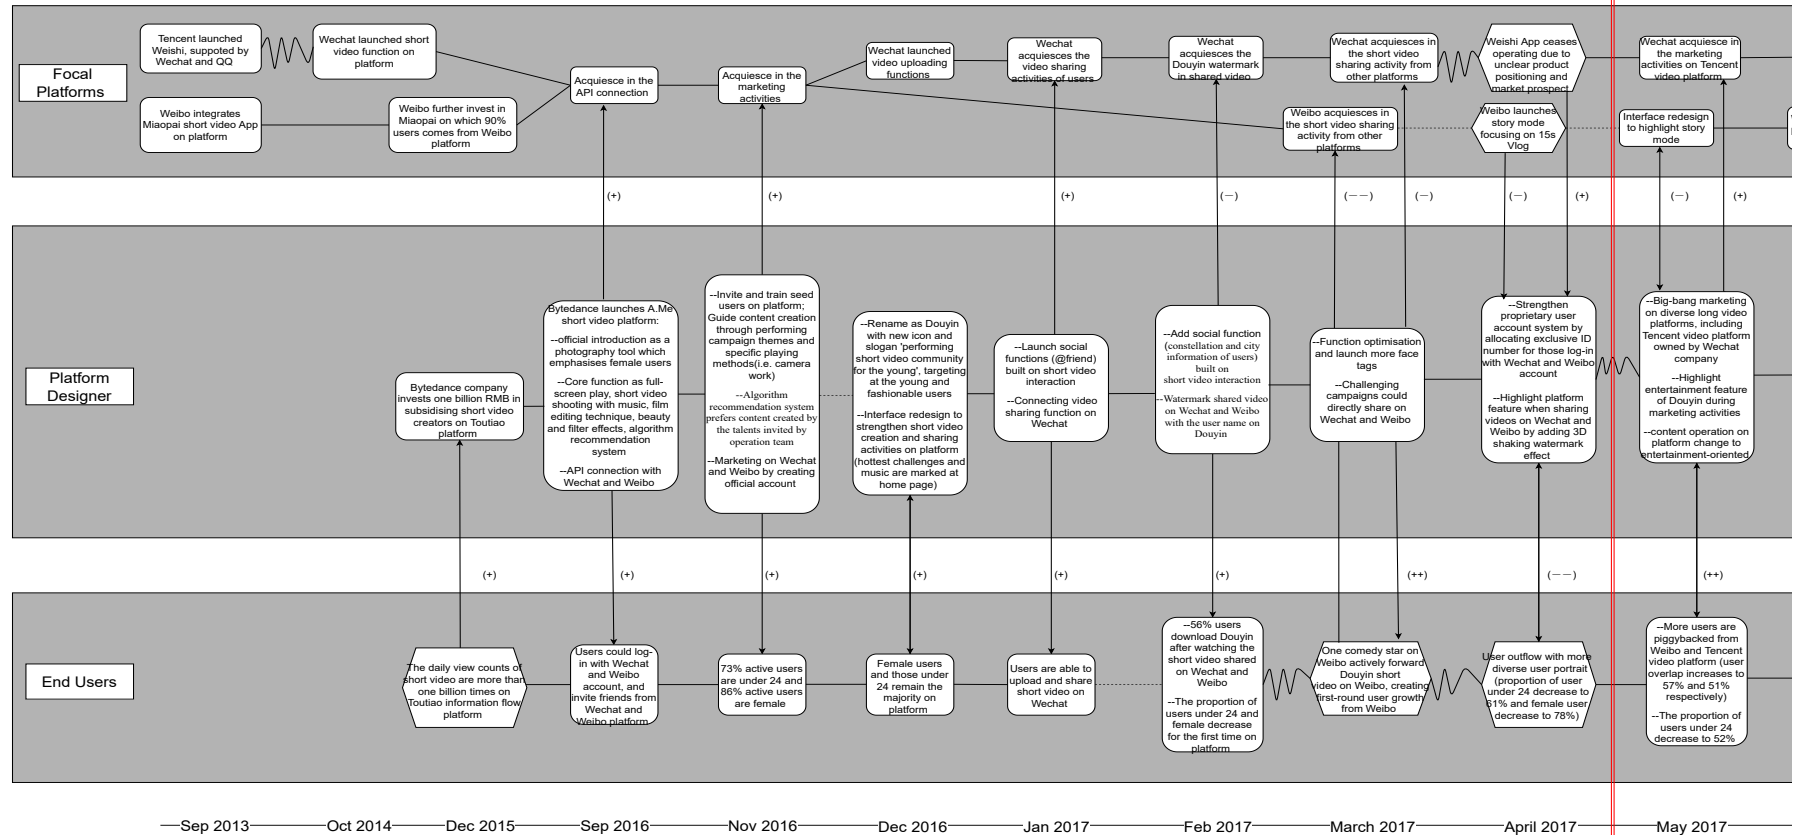 Focal
Platforms
Tencent launched
Weishi, suppoted by
Wechat and QQ
Wechat launched short
video function on
platform
Weibo integrates
Miaopai short video App
on platform
Weibo further invest in
Miaopai on which 90%
users comes from Weibo
platform
Acquiesce in the
API connection
Acquiesce in the
marketing
activities
Wechat launched
video uploading
functions
Wechat
acquiesces the
video sharing
activities of users
Wechat
acquiesces the
Douyin watermark
in shared video
Wechat acquiesces in
the short video
sharing activity from
other platforms
Weibo acquiesces in
the short video sharing
activity from other
platforms
Weishi App ceases
operating due to
unclear product
positioning and
market prospect
Weibo launches
story mode
focusing on 15s
Vlog
Wechat acquiesce in
the marketing
activities on Tencent
video platform
Interface redesign
to highlight story
mode
(+)
(+)
(+)
(—)
(——)
(—)
(—)
(+)
(—)
(+)
Platform
Designer
Bytedance company
invests one billion RMB in
subsidising short video
creators on Toutiao
platform
Bytedance launches A.Me
short video platform:
--official introduction as a
photography tool which
emphasises female users
--Core function as full-
screen play, short video
shooting with music, film
editing technique, beauty
and filter effects, algorithm
recommendation
system
--API connection with
Wechat and Weibo
--Invite and train seed
users on platform;
Guide content creation
through performing
campaign themes and
specific playing
methods(i.e. camera
work)
--Algorithm
recommendation system
prefers content created by
the talents invited by
operation team
--Marketing on Wechat
and Weibo by creating
official account
--Rename as Douyin
with new icon and
slogan 'performing
short video community
for the young', targeting
at the young and
fashionable users
--Interface redesign to
strengthen short video
creation and sharing
activities on platform
(hottest challenges and
music are marked at
home page)
--Launch social
functions (@friend)
built on short video
interaction
--Connecting video
sharing function on
Wechat
--Add social function
(constellation and city
information of users)
built on
short video interaction
--Watermark shared video
on Wechat and Weibo
with the user name on
Douyin
--Function optimisation
and launch more face
tags
--Challenging
campaigns could
directly share on
Wechat and Weibo
--Strengthen
proprietary user
account system by
allocating exclusive ID
number for those log-in
with Wechat and Weibo
account
--Highlight platform
feature when sharing
videos on Wechat and
Weibo by adding 3D
shaking watermark
effect
--Big-bang marketing
on diverse long video
platforms, including
Tencent video platform
owned by Wechat
company
--Highlight
entertainment feature
of Douyin during
marketing activities
--content operation on
platform change to
entertainment-oriented
(+)
(+)
(+)
(+)
(+)
(+)
(++)
(——)
(++)
End Users
The daily view counts of
short video are more than
one billion times on
Toutiao information flow
platform
Users could log-
in with Wechat
and Weibo
account, and
invite friends from
Wechat and
Weibo platform
73% active users
are under 24 and
86% active users
are female
Female users
and those under
24 remain the
majority on
platform
Users are able to
upload and share
short video on
Wechat
--56% users
download Douyin
after watching the
short video shared
on Wechat and
Weibo
--The proportion of
users under 24 and
female decrease
for the first time on
platform
One comedy star on
Weibo actively forward
Douyin short
video on Weibo, creating
first-round user growth
from Weibo
User outflow with more
diverse user portrait
(proportion of user
under 24 decrease to
61% and female user
decrease to 78%)
--More users are
piggybacked from
Weibo and Tencent
video platform (user
overlap increases to
57% and 51%
respectively)
--The proportion of
users under 24
decrease to 52%
Sep 2013
Oct 2014
Dec 2015
Sep 2016
Nov 2016
Dec 2016
Jan 2017
Feb 2017
March 2017
April 2017
May 2017